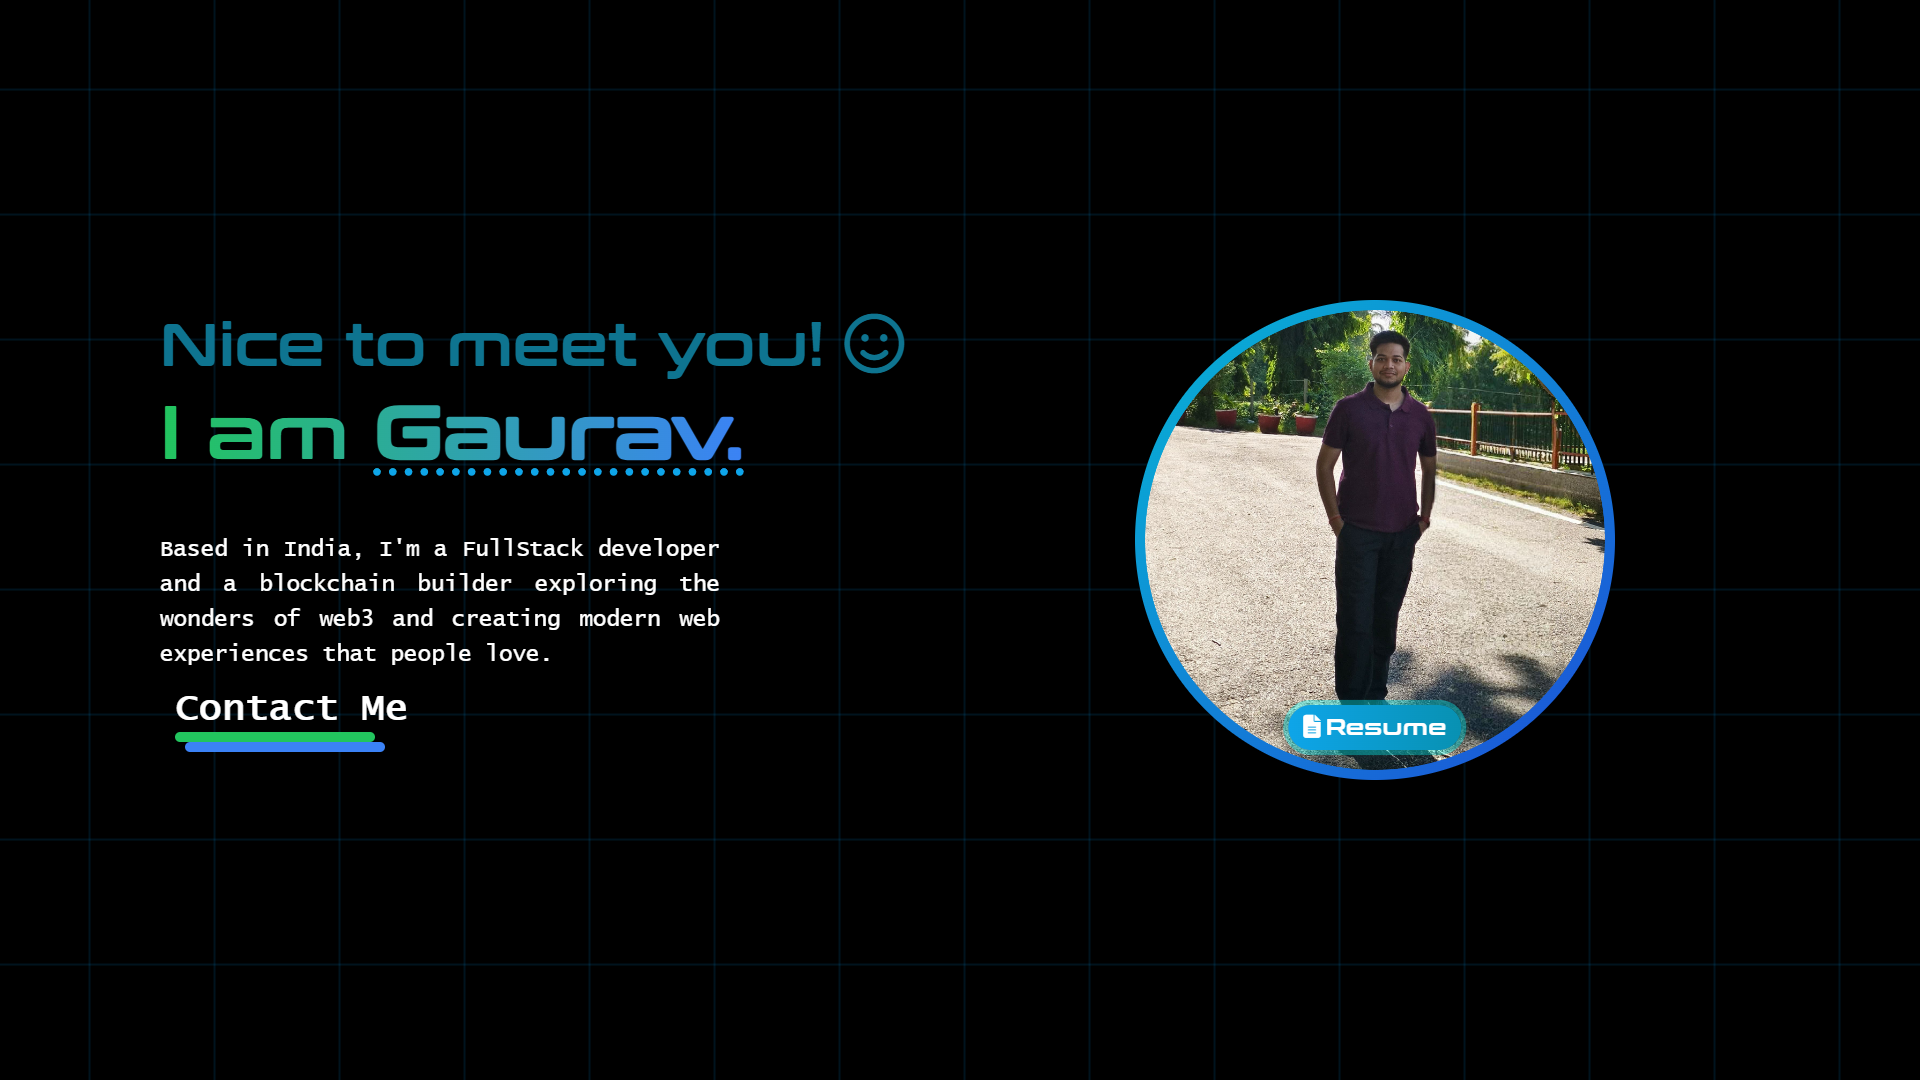 Nice to meet you!
I am Gaurav.
Based in India, I'm a FullStack developer
and a blockchain builder exploring the
wonders of web3 and creating modern web
experiences that people love.
Contact Me
Resume